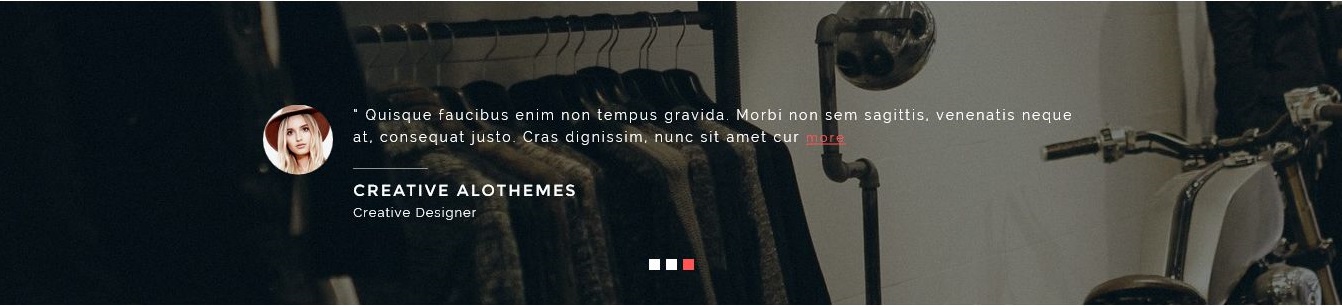 " Quisque faucibus enim non tempus gravida. Morbi non sem sagittis, venenatis neque
at, consequat justo. Cras dignissim, nunc sit amet cur more
CREATIVE ALOTHEMES
Creative Designer